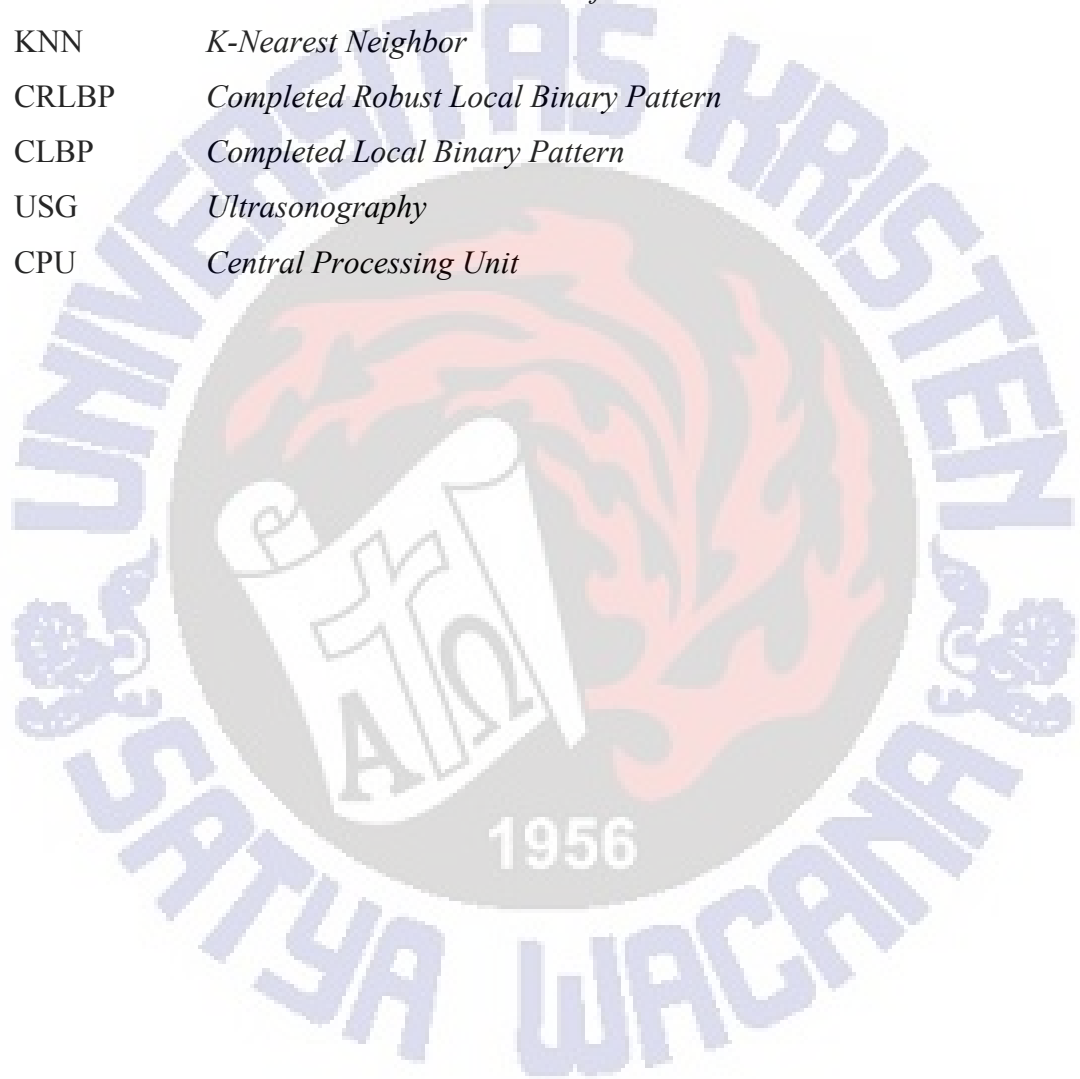 KNN K-Nearest Neighbor
CRLBP Completed Robust Local Binary Pattern
CLBP Completed Local Binary Pattern
USG Ultrasonography
CPU Central Processing Unit
UNIVERSITAS KRISTEN
Α Ω
1956
SATYA WACANA